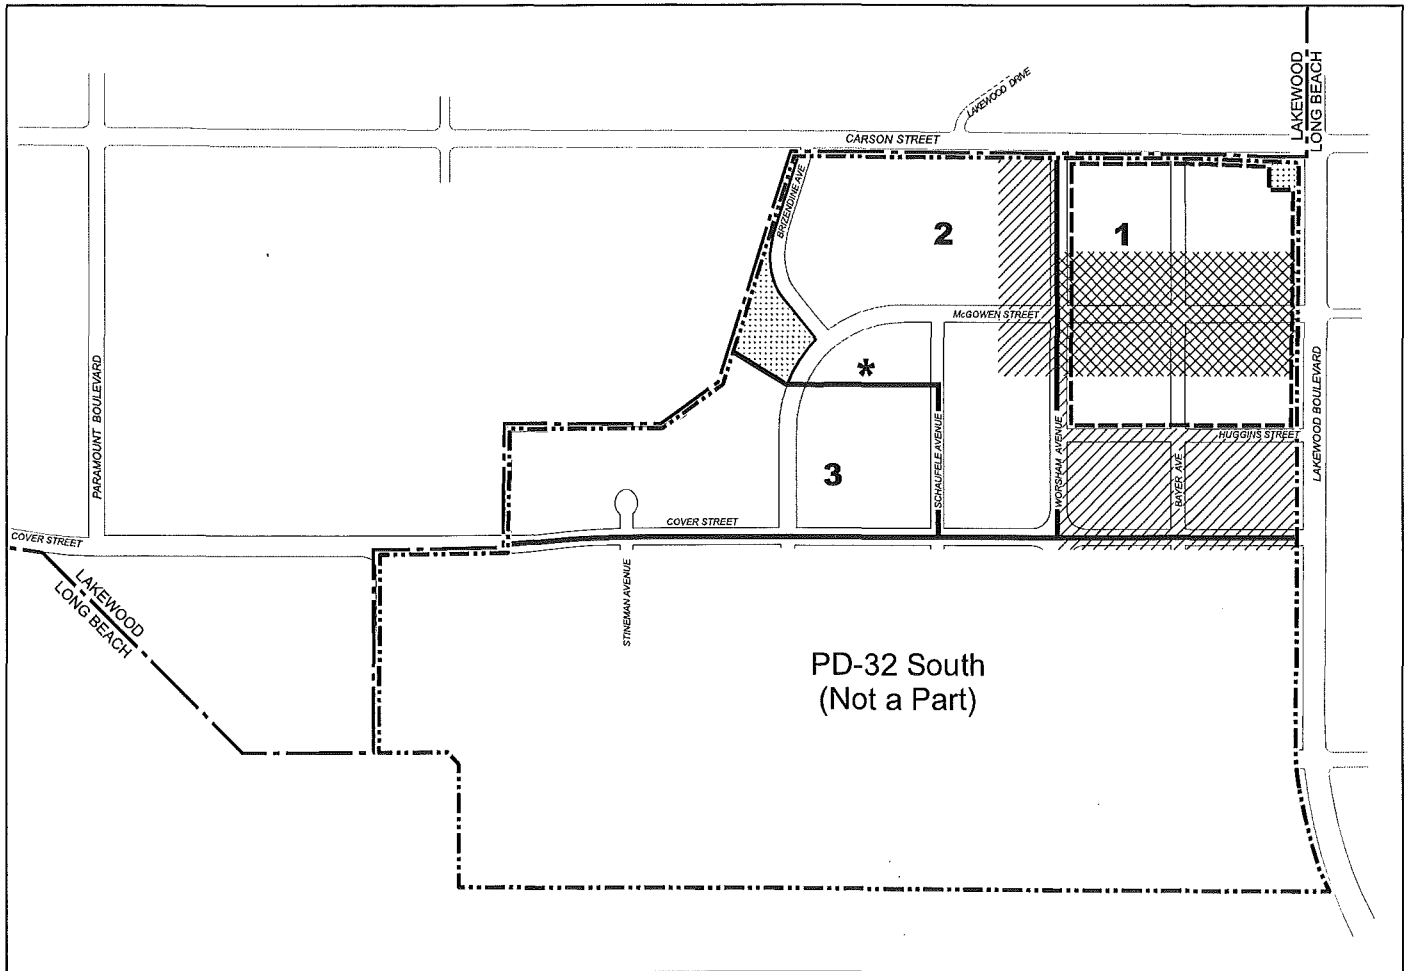 LAKEWOOD
LONG BEACH
LAKEWOOD DRIVE
CARSON STREET
BRIZENDINE AVE
2
1
McGOWEN STREET
*
PARAMOUNT BOULEVARD
LAKEWOOD BOULEVARD
SCHAUFELE AVENUE
WORSHAM AVENUE
HUGGINS STREET
BAYER AVE
3
COVER STREET
COVER STREET
LAKEWOOD
LONG BEACH
STINEMAN AVENUE
PD-32 South
(Not a Part)